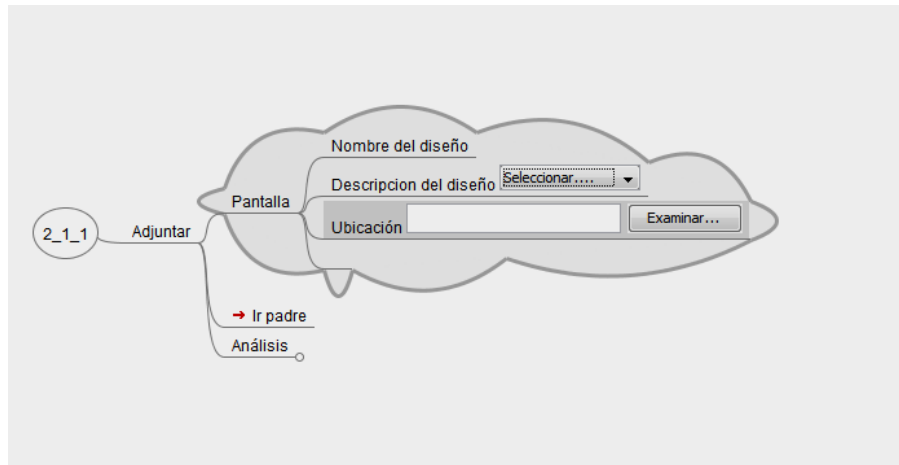 Nombre del diseño
Descripcion del diseño Seleccionar....
Pantalla
Ubicación Examinar...
2_1_1 Adjuntar
Ir padre
Análisis